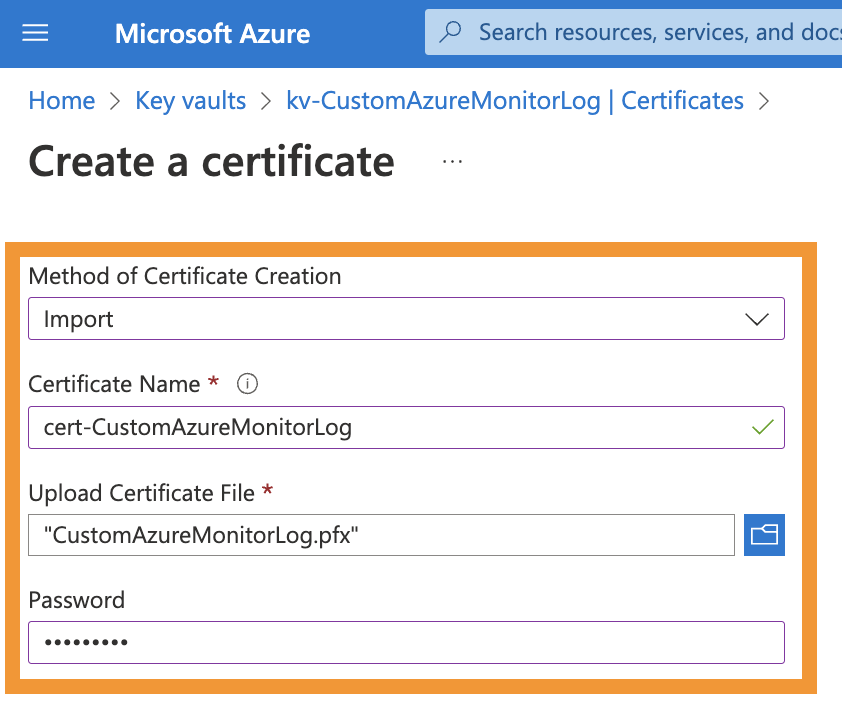 Microsoft Azure
Search resources, services, and docs
Home > Key vaults > kv-CustomAzureMonitorLog | Certificates >
Create a certificate ...
Method of Certificate Creation
Import
Certificate Name *
cert-CustomAzureMonitorLog
Upload Certificate File *
"CustomAzureMonitorLog.pfx"
Password
•••••••••